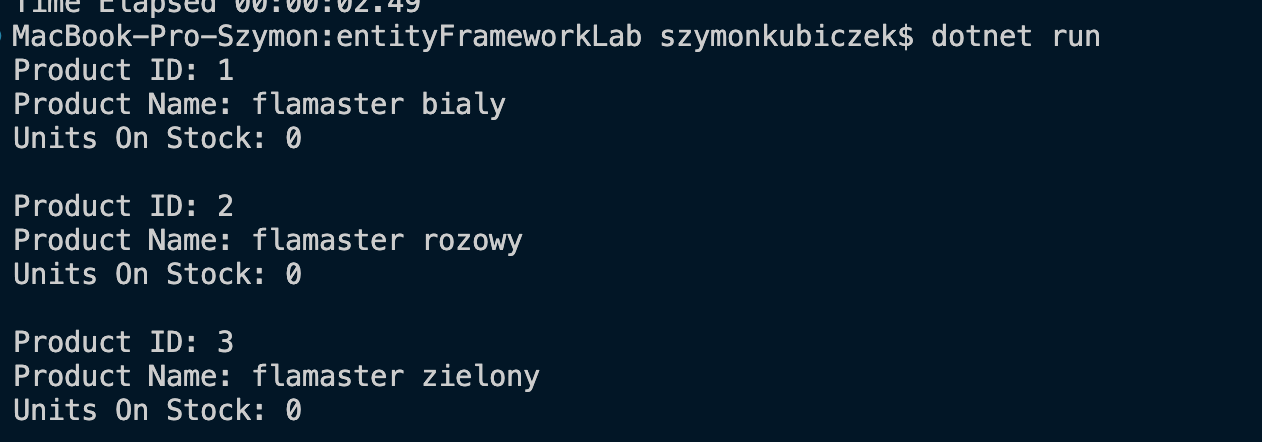 Time Elapsed 00:00:02.49
MacBook-Pro-Szymon:entityFrameworkLab szymonkubiczek$ dotnet run
Product ID: 1
Product Name: flamaster bialy
Units On Stock: 0
Product ID: 2
Product Name: flamaster rozowy
Units On Stock: 0
Product ID: 3
Product Name: flamaster zielony
Units On Stock: 0